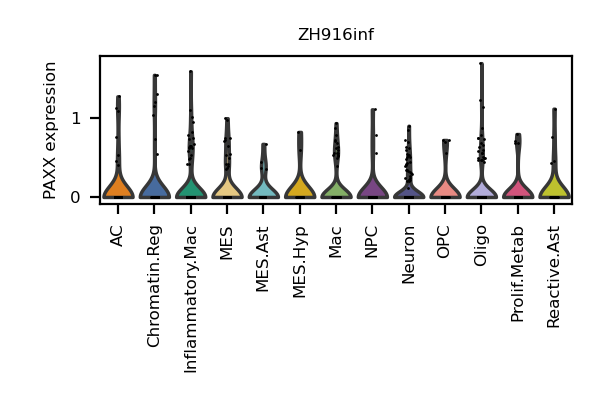 ZH916inf
PAXX expression
1
0
AC
Chromatin.Reg
Inflammatory.Mac
MES
MES.Ast
MES.Hyp
Mac
NPC
Neuron
OPC
Oligo
Prolif.Metab
Reactive.Ast